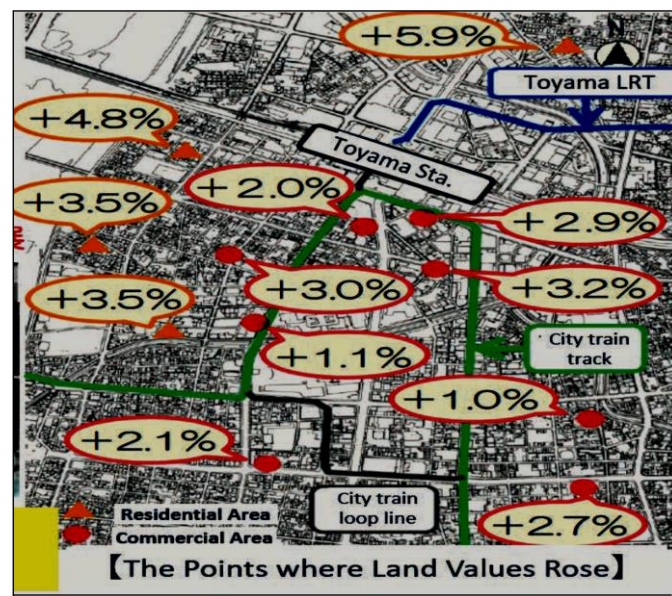 +5.9%
N
Toyama LRT
+4.8%
Toyama Sta.
+2.0%
+3.5%
+2.9%
+3.0%
+3.2%
+3.5%
+1.1%
City train
track
+1.0%
+2.1%
City train
loop line
+2.7%
Residential Area
Commercial Area
【The Points where Land Values Rose】